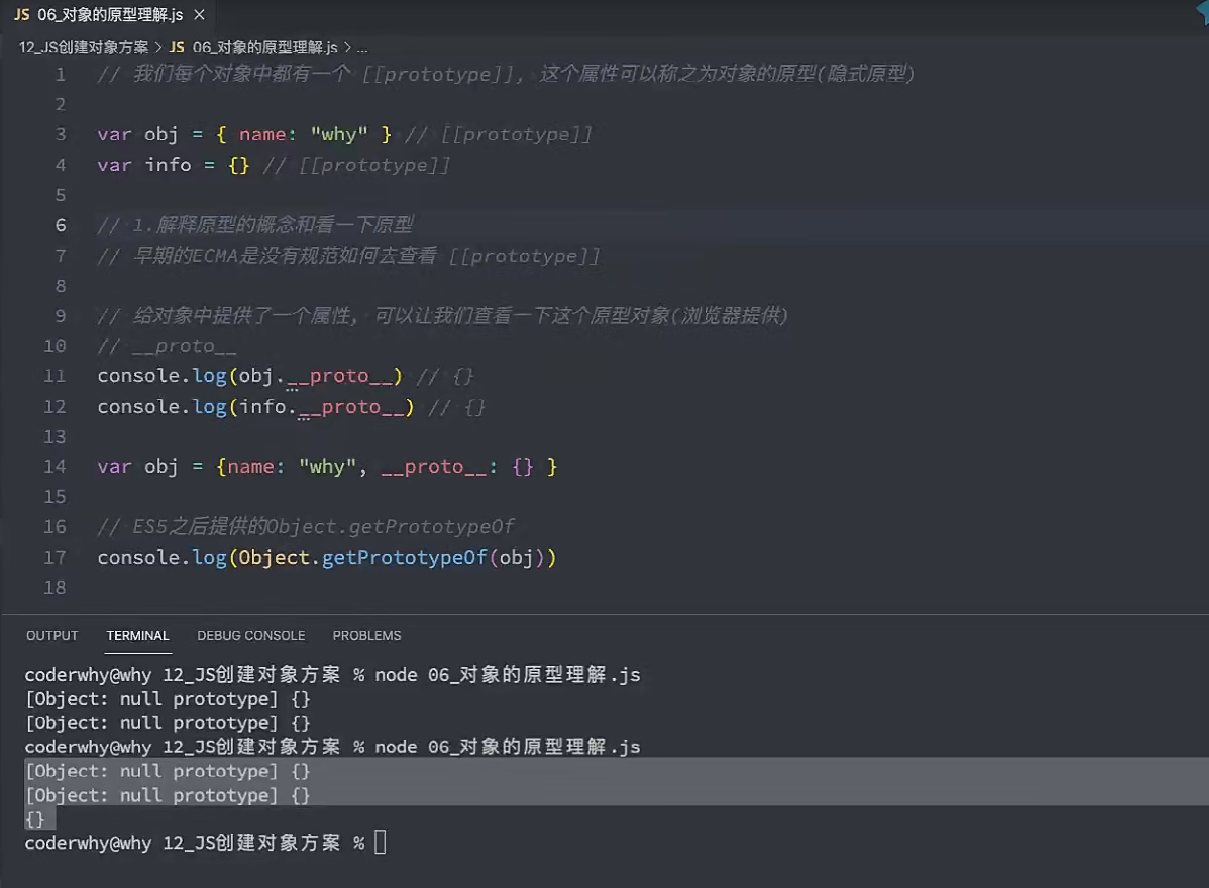 JS 06_对象的原型理解.js ×
12_JS创建对象方案 > JS 06_对象的原型理解.js > ...
1 // 我们每个对象中都有一个 [[prototype]], 这个属性可以称之为对象的原型(隐式原型)
2
3 var obj = { name: "why" } // [[prototype]]
4 var info = {} // [[prototype]]
5
6 // 1.解释原型的概念和看一下原型
7 // 早期的ECMA是没有规范如何去查看 [[prototype]]
8
9 // 给对象中提供了一个属性, 可以让我们查看一下这个原型对象(浏览器提供)
10 // __proto__
11 console.log(obj.__proto__) // {}
12 console.log(info.__proto__) // {}
13
14 var obj = {name: "why", __proto__: {} }
15
16 // ES5之后提供的Object.getPrototypeOf
17 console.log(Object.getPrototypeOf(obj))
18
OUTPUT TERMINAL DEBUG CONSOLE PROBLEMS
coderwhy@why 12_JS创建对象方案 % node 06_对象的原型理解.js
[Object: null prototype] {}
[Object: null prototype] {}
coderwhy@why 12_JS创建对象方案 % node 06_对象的原型理解.js
[Object: null prototype] {}
[Object: null prototype] {}
{}
coderwhy@why 12_JS创建对象方案 %